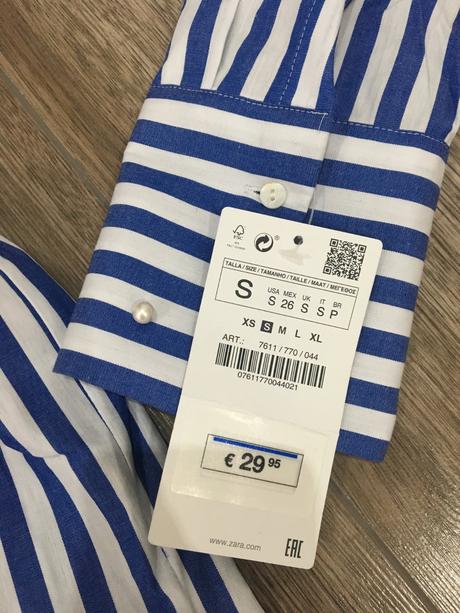 FSC
TALLA / SIZE / TAMANHO / TAILLE / MAAT / ΜΕΓΕΘΟΣ
S
USA MEX UK IT BR
S 26 S S P
XS S M L XL
ART.: 7611 / 770 / 044
07611770044021
€ 29 95
www.zara.com
EAC